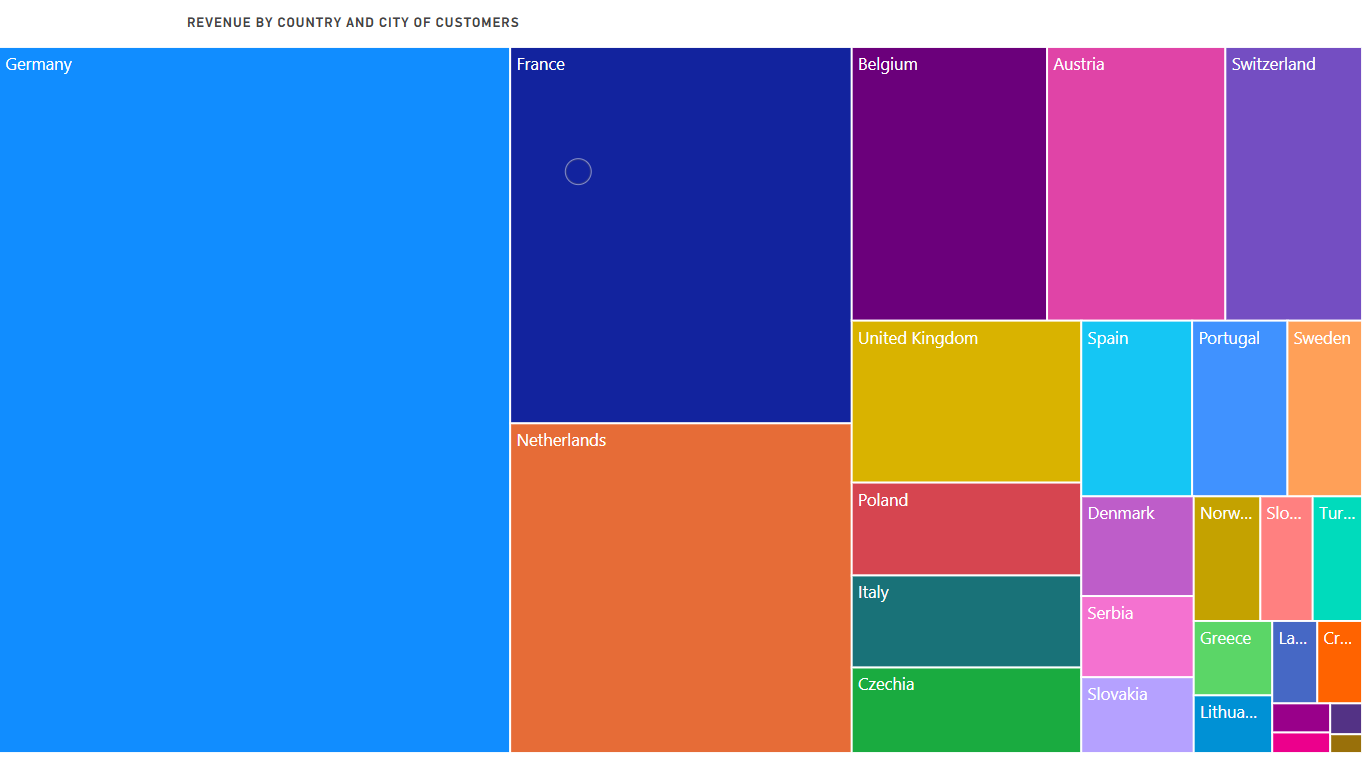 REVENUE BY COUNTRY AND CITY OF CUSTOMERS
Germany
France
Netherlands
Belgium
Austria
Switzerland
United Kingdom
Spain
Portugal
Sweden
Poland
Denmark
Norw...
Slo...
Tur...
Italy
Serbia
Greece
La...
Cr...
Czechia
Slovakia
Lithua...